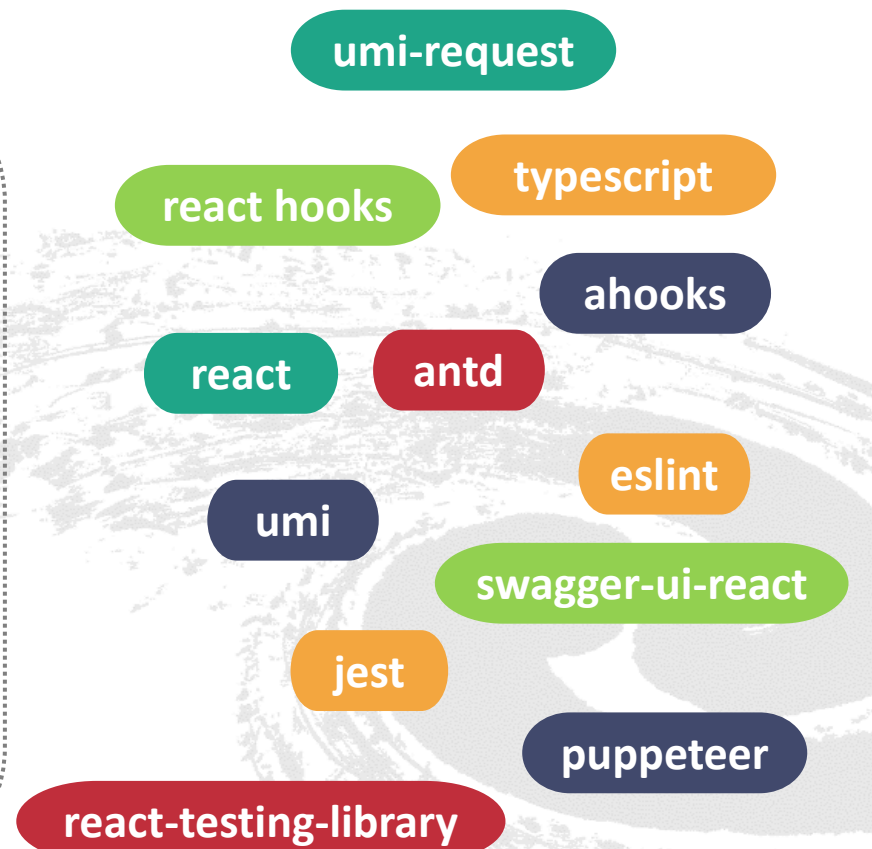 umi-request
typescript
react hooks
ahooks
react
antd
eslint
umi
swagger-ui-react
jest
puppeteer
react-testing-library